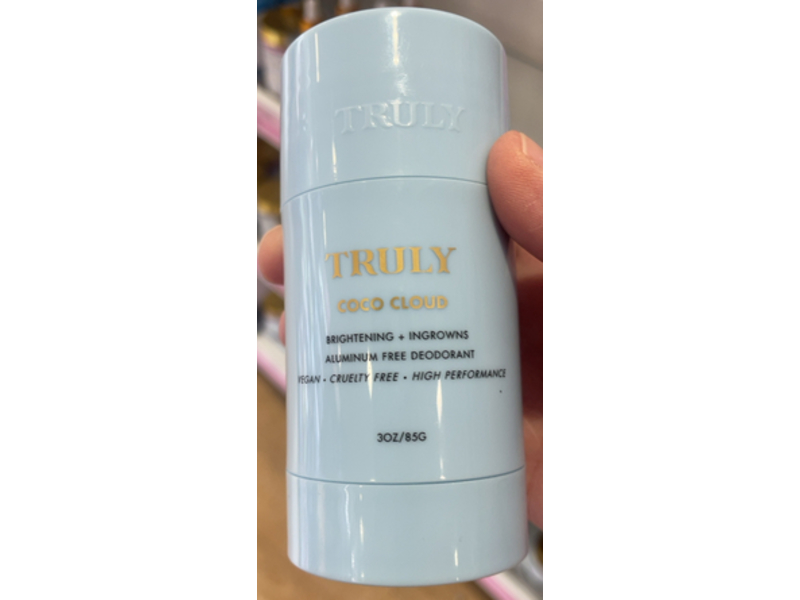 TRULY
TRULY
COCO CLOUD
BRIGHTENING + INGROWNS
ALUMINUM FREE DEODORANT
VEGAN • CRUELTY FREE • HIGH PERFORMANCE
3OZ/85G